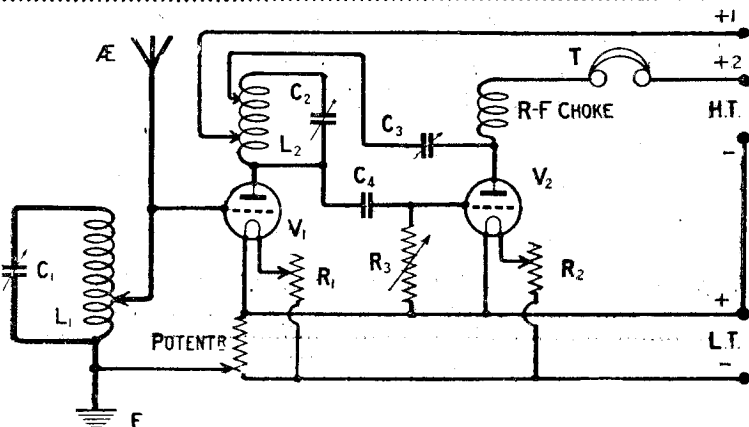 +1
Æ
T
+2
C2
C3
R-F CHOKE
H.T.
L2
C4
V2
−
V1
C1
R1
R3
R2
L1
+
POTENTR
L.T.
−
E